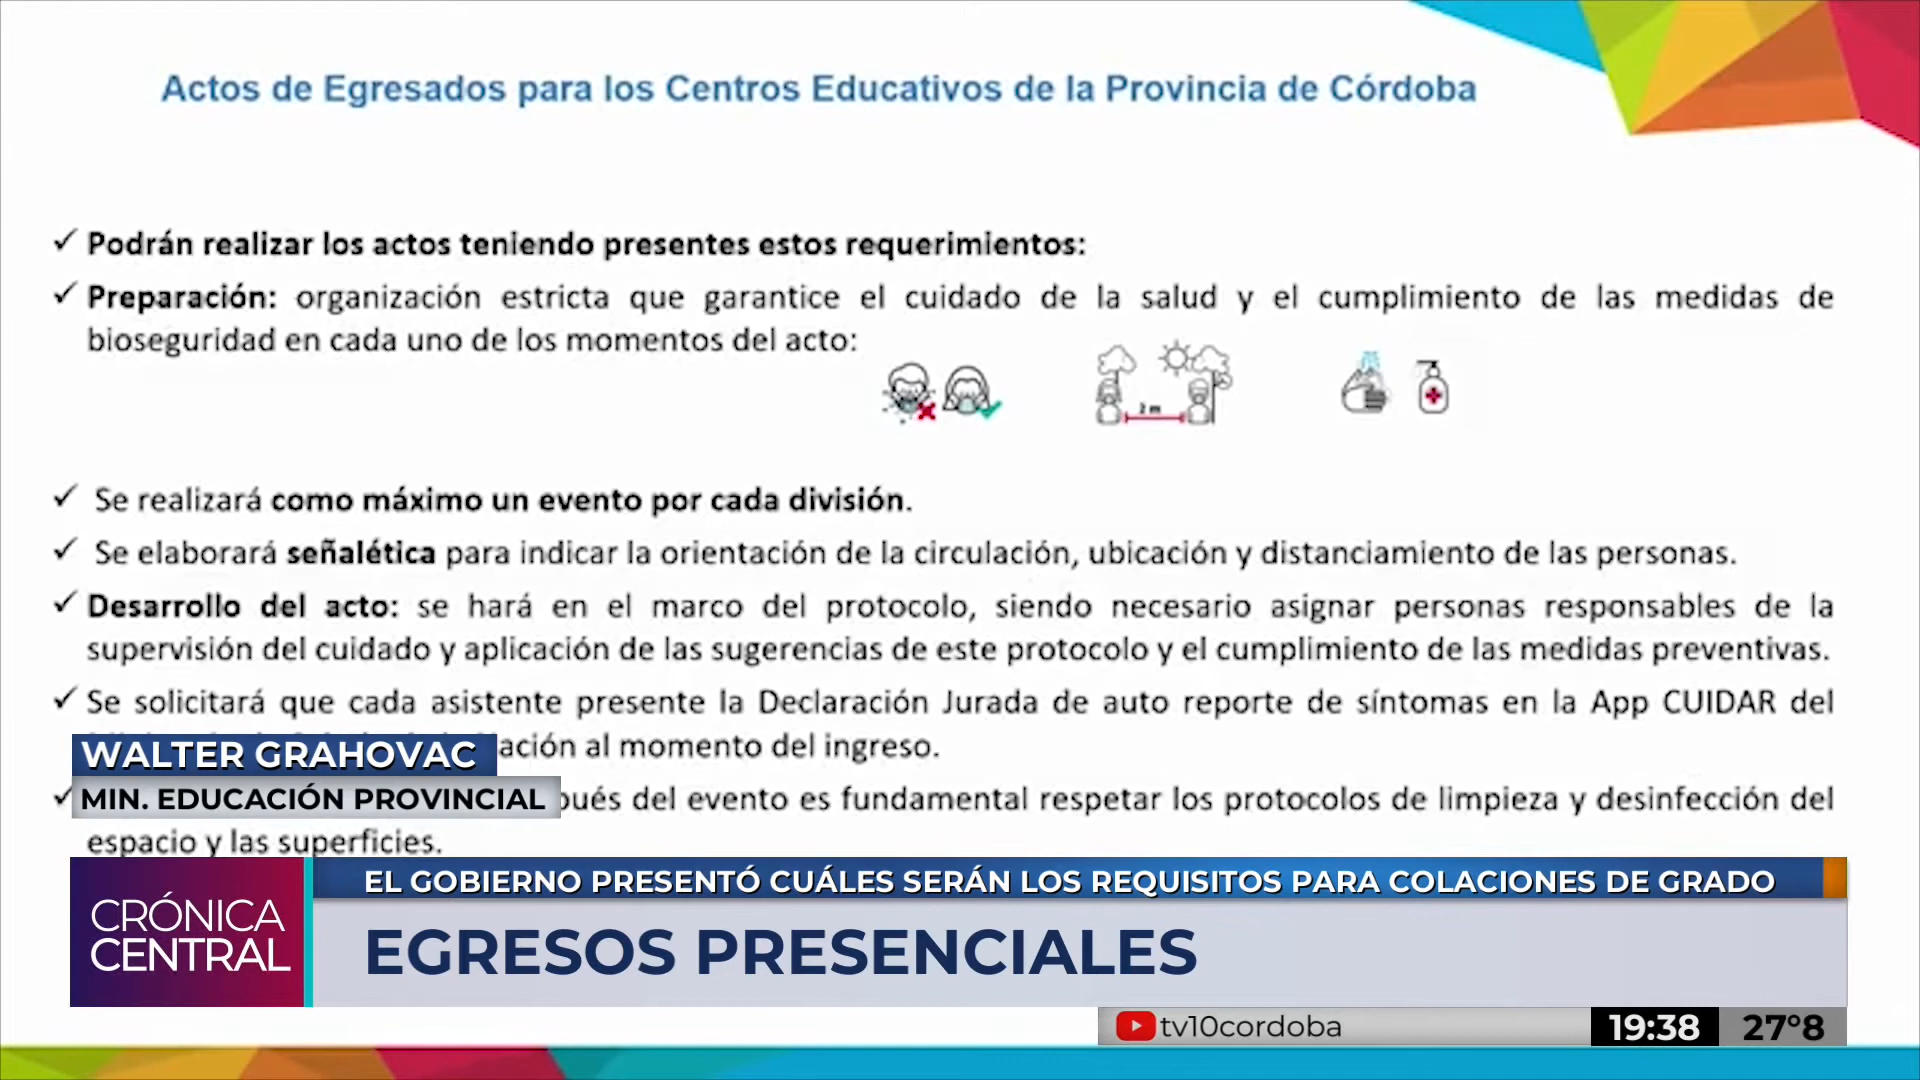 Actos de Egresados para los Centros Educativos de la Provincia de Córdoba
✓ Podrán realizar los actos teniendo presentes estos requerimientos:
✓ Preparación: organización estricta que garantice el cuidado de la salud y el cumplimiento de las medidas de
bioseguridad en cada uno de los momentos del acto:
2 m
✓ Se realizará como máximo un evento por cada división.
✓ Se elaborará señalética para indicar la orientación de la circulación, ubicación y distanciamiento de las personas.
✓ Desarrollo del acto: se hará en el marco del protocolo, siendo necesario asignar personas responsables de la
supervisión del cuidado y aplicación de las sugerencias de este protocolo y el cumplimiento de las medidas preventivas.
✓ Se solicitará que cada asistente presente la Declaración Jurada de auto reporte de síntomas en la App CUIDAR del
ación al momento del ingreso.
WALTER GRAHOVAC
✓ pués del evento es fundamental respetar los protocolos de limpieza y desinfección del
MIN. EDUCACIÓN PROVINCIAL
espacio y las superficies.
EL GOBIERNO PRESENTÓ CUÁLES SERÁN LOS REQUISITOS PARA COLACIONES DE GRADO
CRÓNICA
CENTRAL
EGRESOS PRESENCIALES
tv10cordoba
19:38
27°8